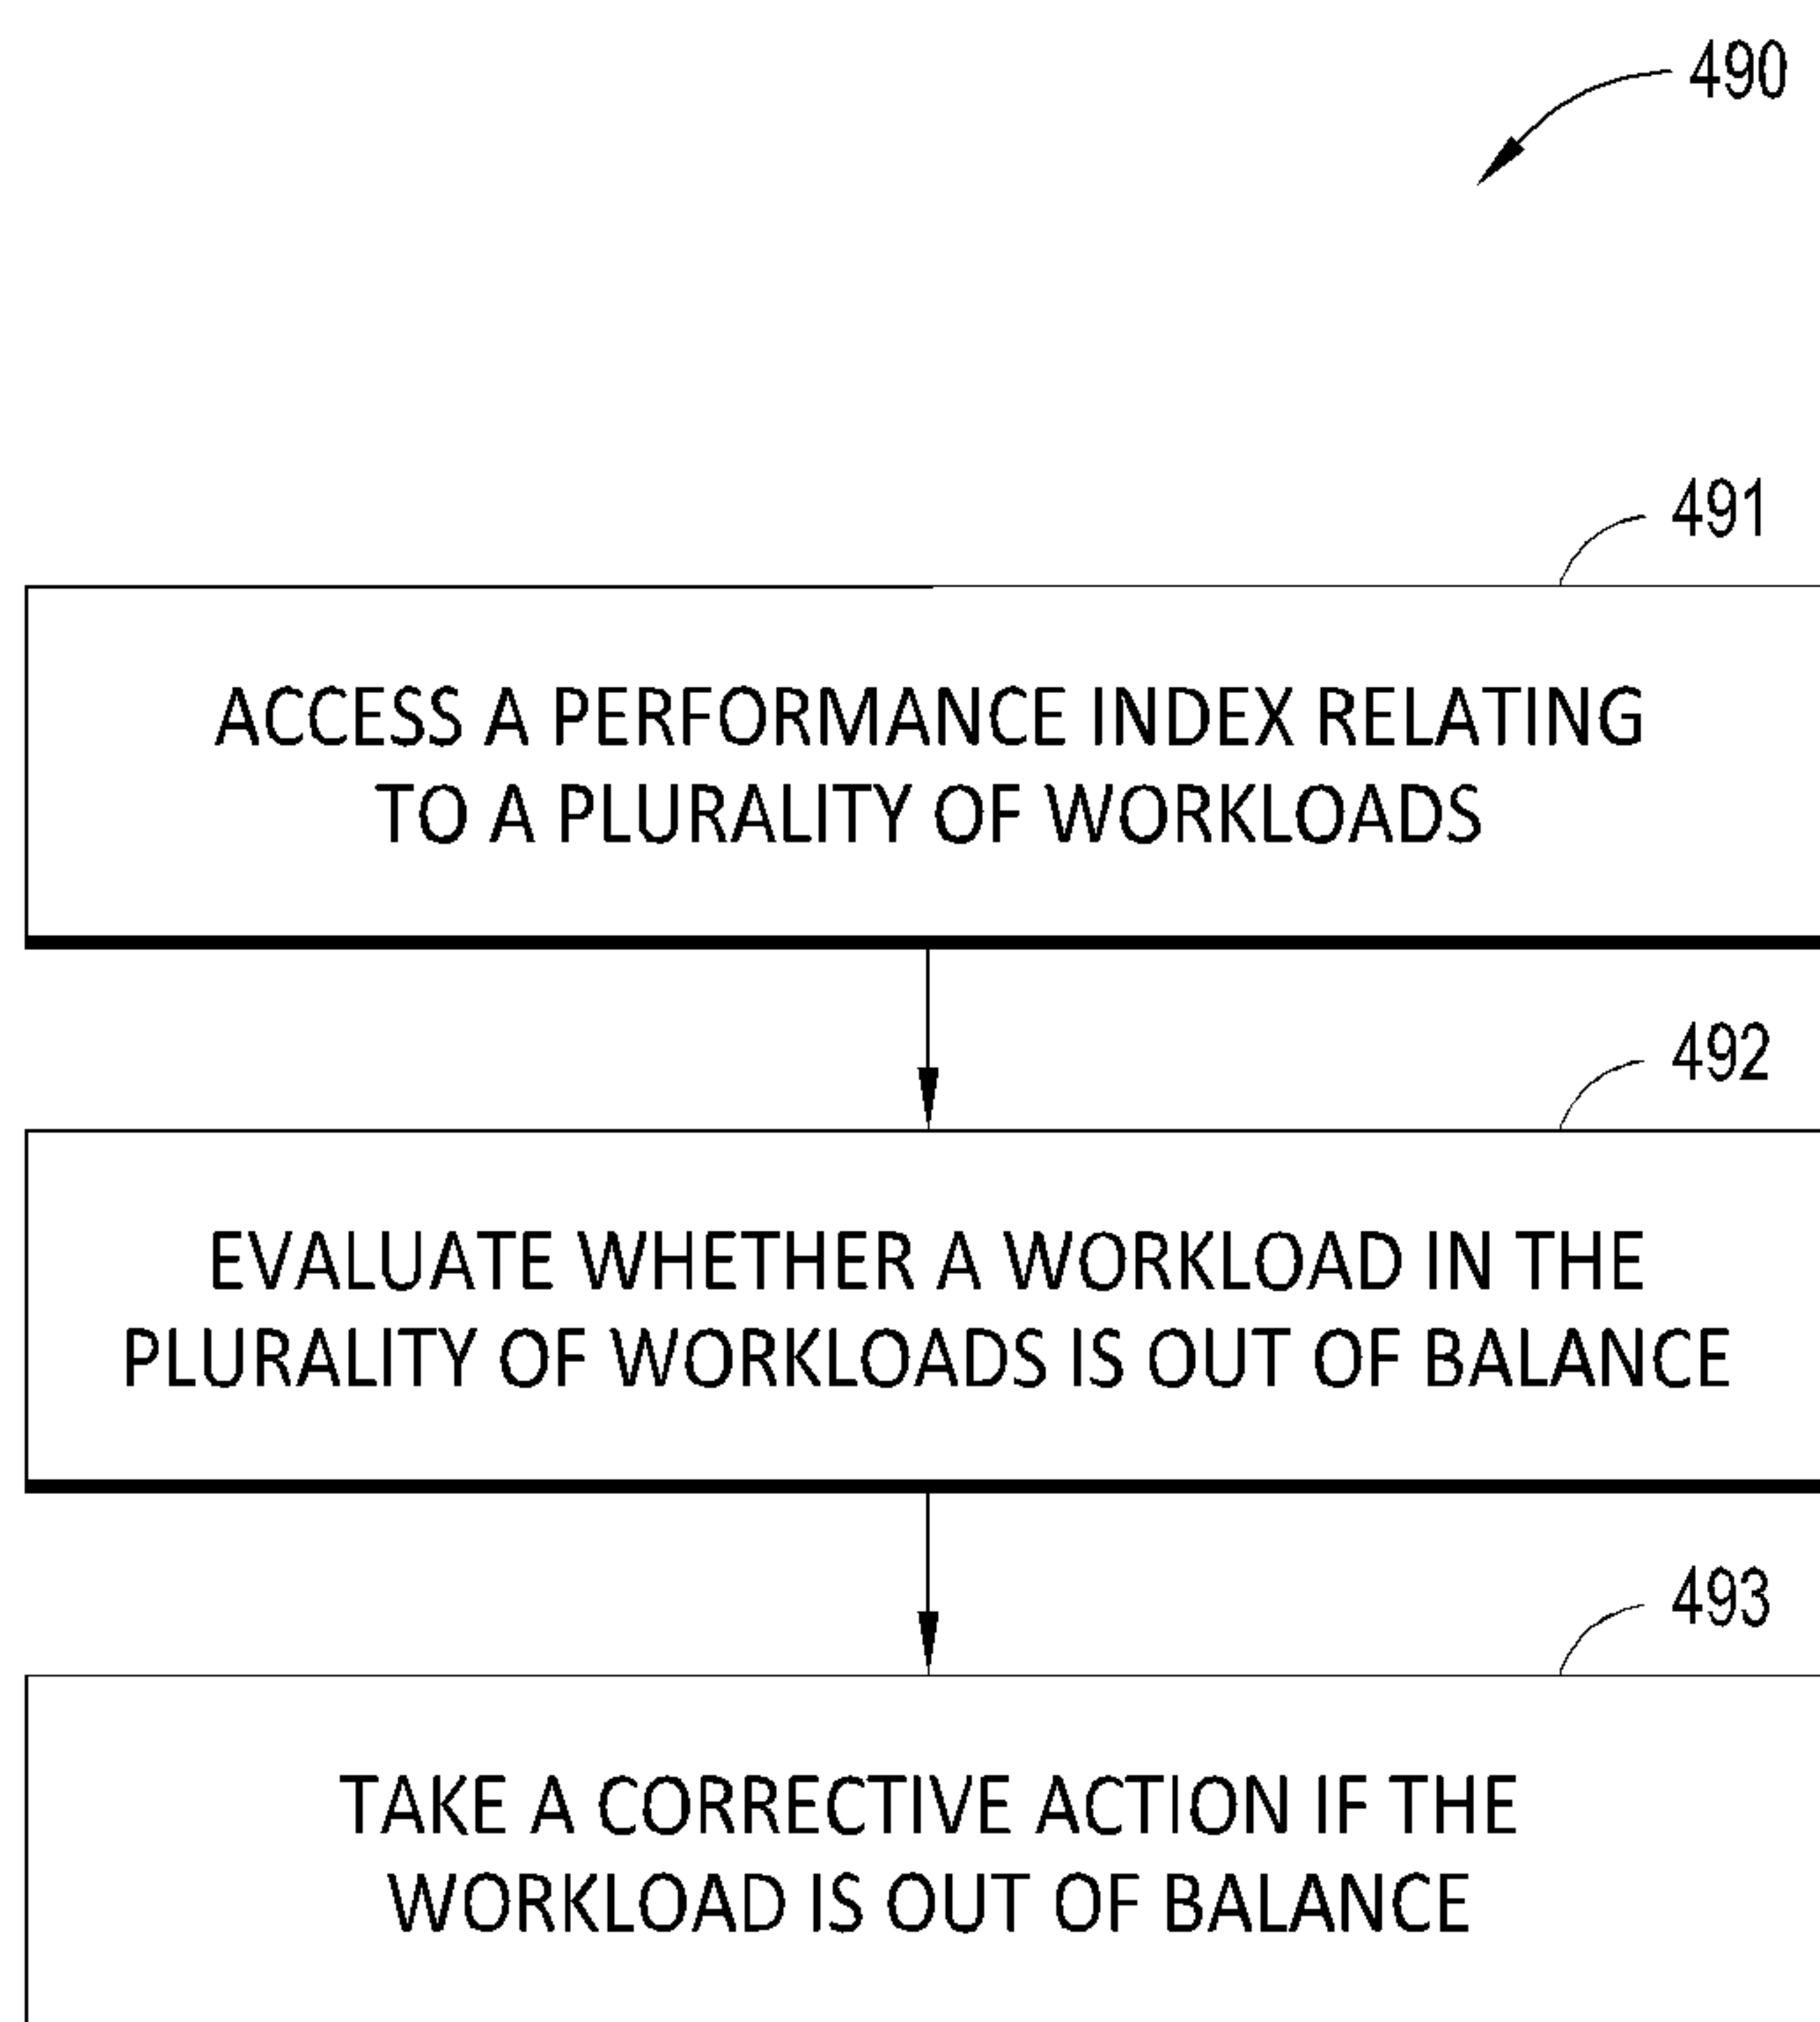 490
491
ACCESS A PERFORMANCE INDEX RELATING
TO A PLURALITY OF WORKLOADS
492
EVALUATE WHETHER A WORKLOAD IN THE
PLURALITY OF WORKLOADS IS OUT OF BALANCE
493
TAKE A CORRECTIVE ACTION IF THE
WORKLOAD IS OUT OF BALANCE